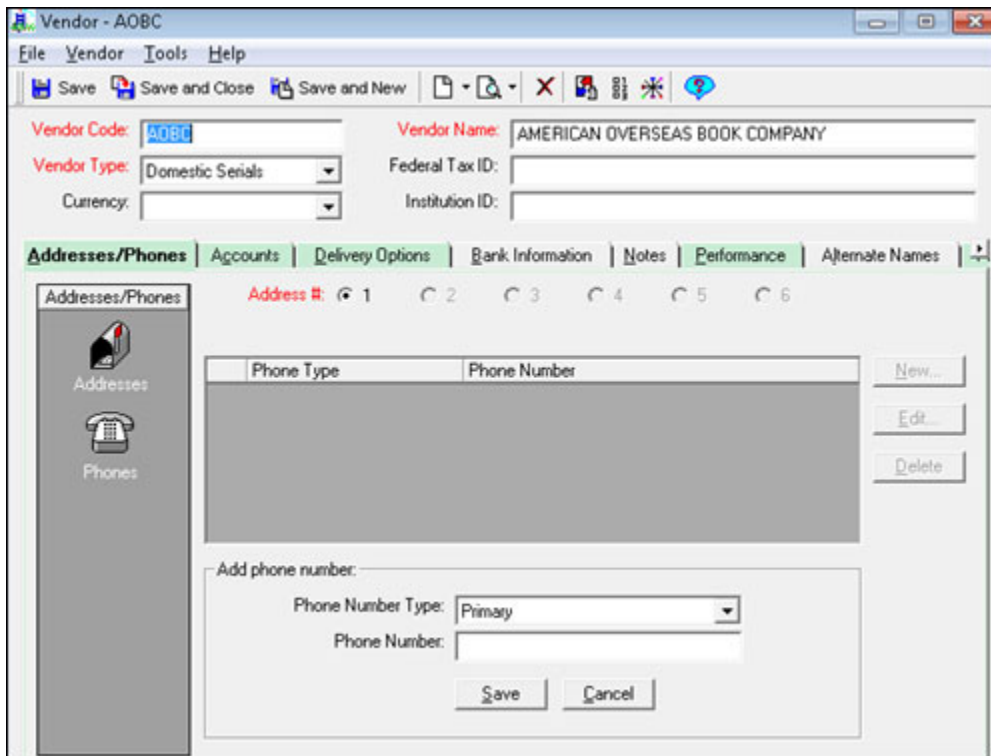 Vendor - AOBC
File Vendor Tools Help
Save Save and Close Save and New
Vendor Code: AOBC Vendor Name: AMERICAN OVERSEAS BOOK COMPANY
Vendor Type: Domestic Serials Federal Tax ID:
Currency: Institution ID:
Addresses/Phones Accounts Delivery Options Bank Information Notes Performance Alternate Names
Addresses/Phones Address #: 1 2 3 4 5 6
Phone Type Phone Number New...
Addresses
Edit...
Phones Delete
Add phone number:
Phone Number Type: Primary
Phone Number:
Save Cancel